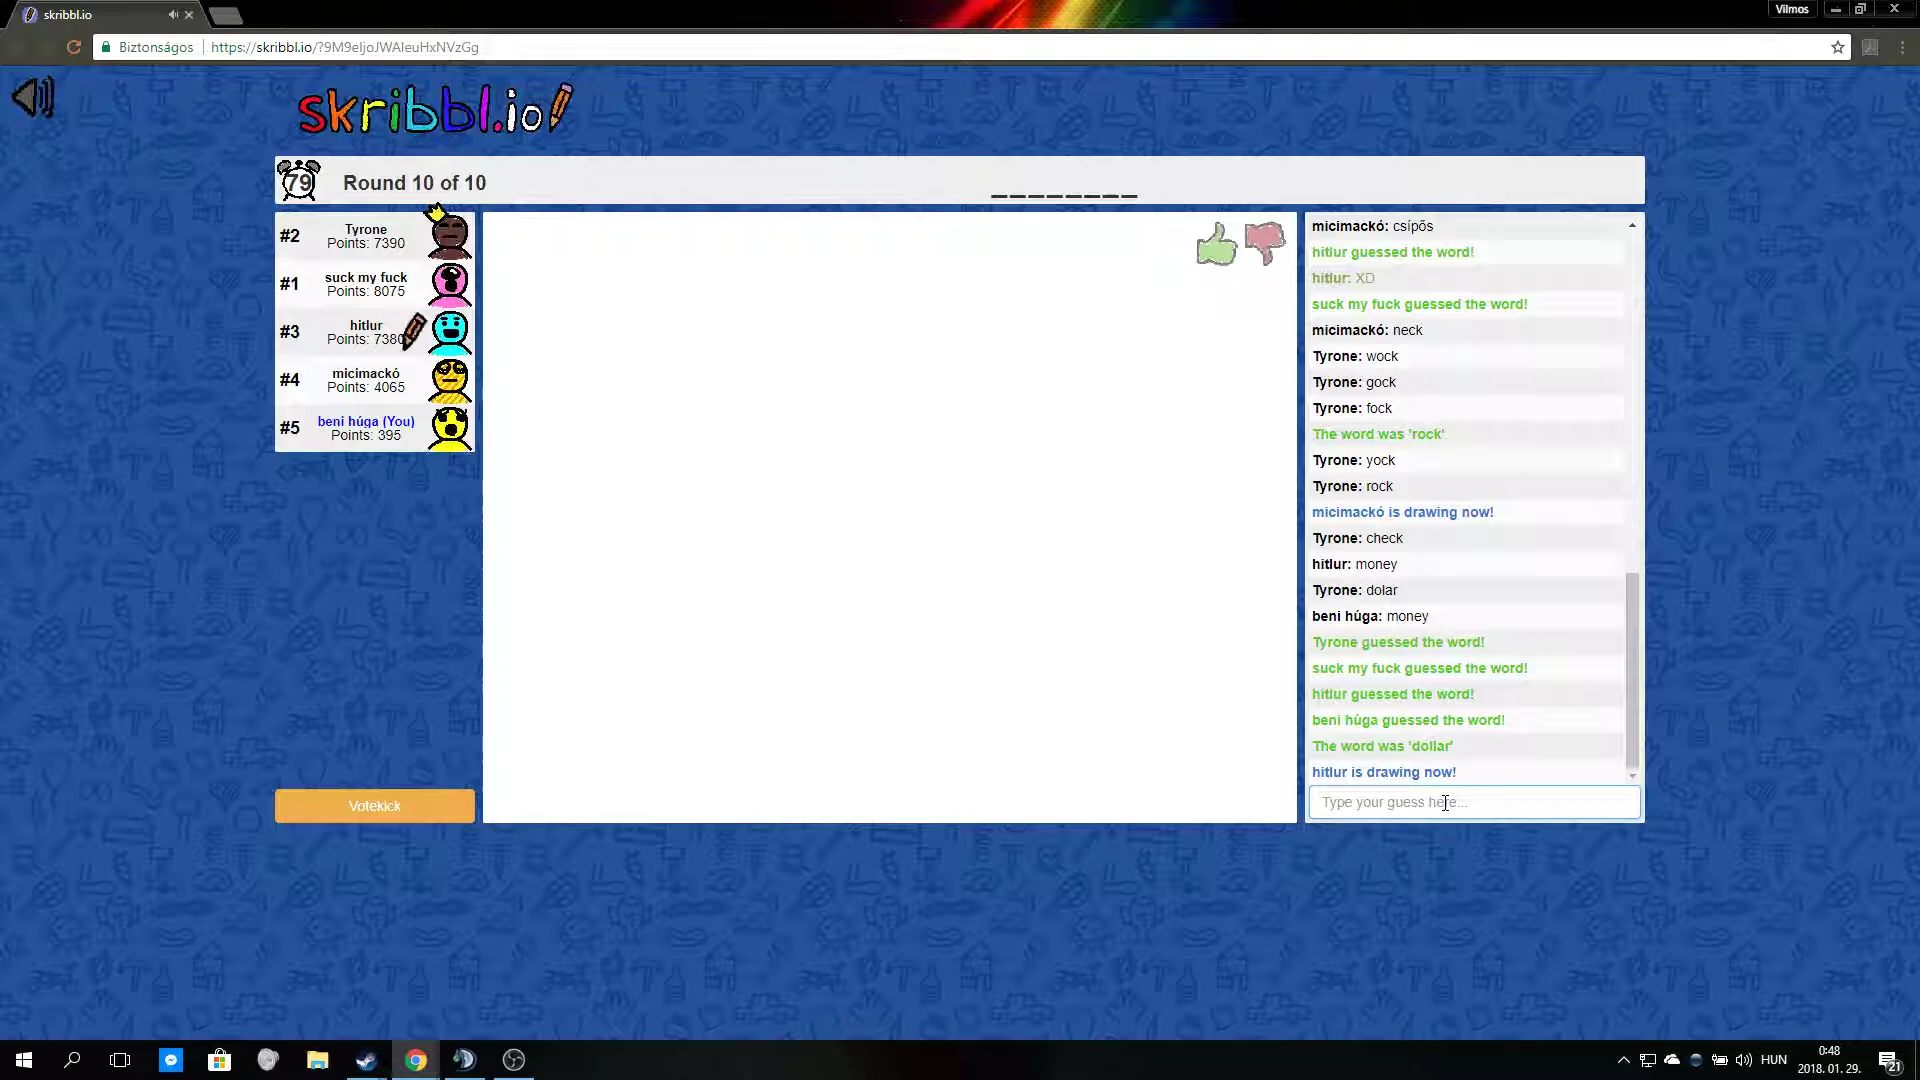 skribbl.io
Vilmos
Biztonságos
https://skribbl.io/?9M9eljoJWAleuHxNVzGg
skribbl.io
79
Round 10 of 10
________
#2
Tyrone
Points: 7390
#1
suck my fuck
Points: 8075
#3
hitlur
Points: 7380
#4
micimackó
Points: 4065
#5
beni húga (You)
Points: 395
Votekick
micimackó: csípős
hitlur guessed the word!
hitlur: XD
suck my fuck guessed the word!
micimackó: neck
Tyrone: wock
Tyrone: gock
Tyrone: fock
The word was 'rock'
Tyrone: yock
Tyrone: rock
micimackó is drawing now!
Tyrone: check
hitlur: money
Tyrone: dolar
beni húga: money
Tyrone guessed the word!
suck my fuck guessed the word!
hitlur guessed the word!
beni húga guessed the word!
The word was 'dollar'
hitlur is drawing now!
Type your guess here...
HUN
0:48
2018. 01. 29.
21